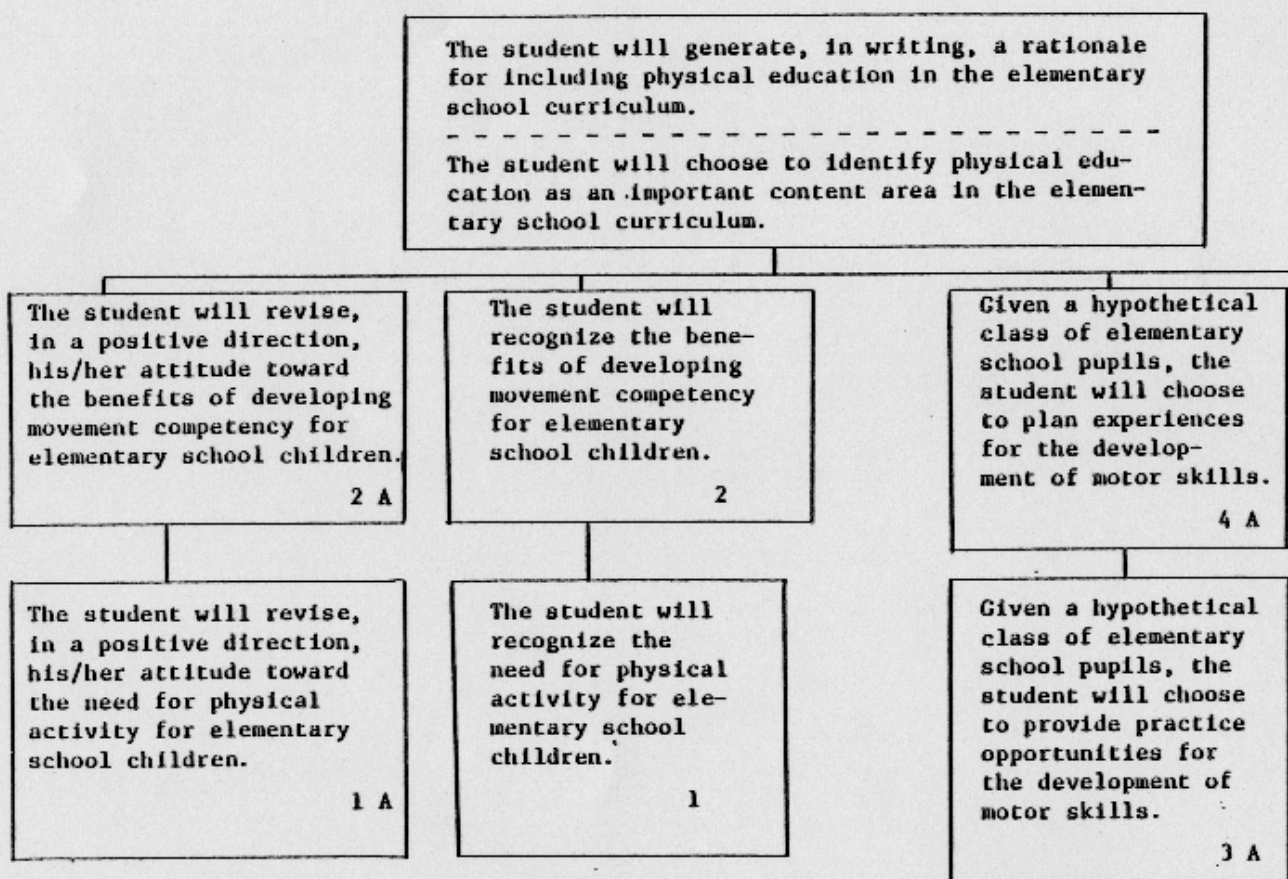 The student will generate, in writing, a rationale
for including physical education in the elementary
school curriculum.
The student will choose to identify physical edu-
cation as an important content area in the elemen-
tary school curriculum.
The student will revise,
in a positive direction,
his/her attitude toward
the benefits of developing
movement competency for
elementary school children.
2 A
The student will
recognize the bene-
fits of developing
movement competency
for elementary
school children.
2
Given a hypothetical
class of elementary
school pupils, the
student will choose
to plan experiences
for the develop-
ment of motor skills.
4 A
The student will revise,
in a positive direction,
his/her attitude toward
the need for physical
activity for elementary
school children.
1 A
The student will
recognize the
need for physical
activity for ele-
mentary school
children.
1
Given a hypothetical
class of elementary
school pupils, the
student will choose
to provide practice
opportunities for
the development of
motor skills.
3 A